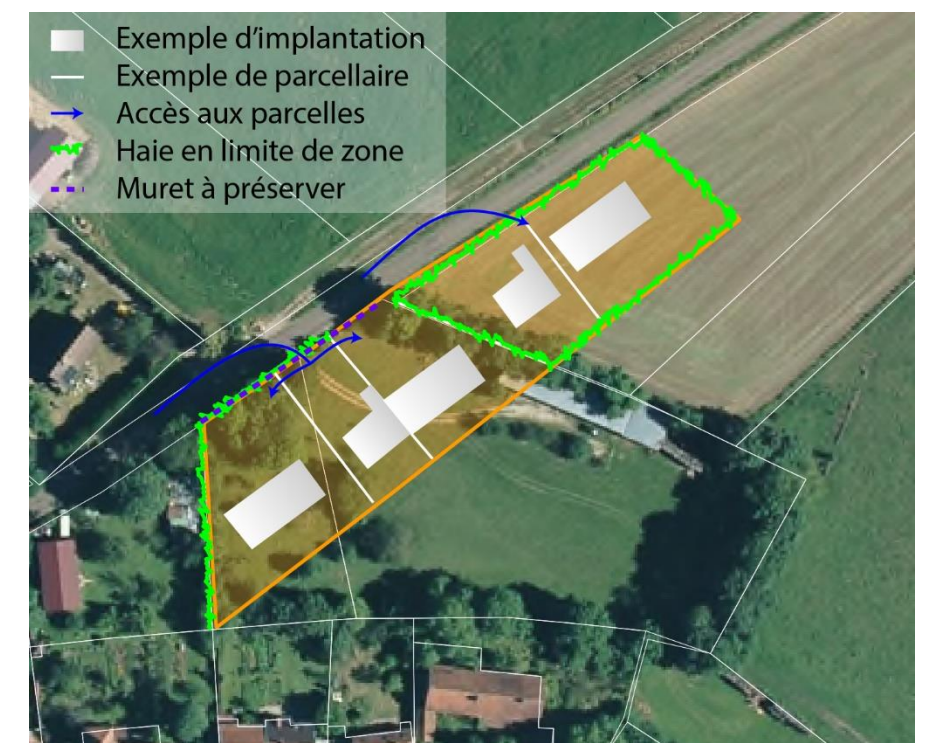 Exemple d'implantation
Exemple de parcellaire
Accès aux parcelles
Haie en limite de zone
Muret à préserver